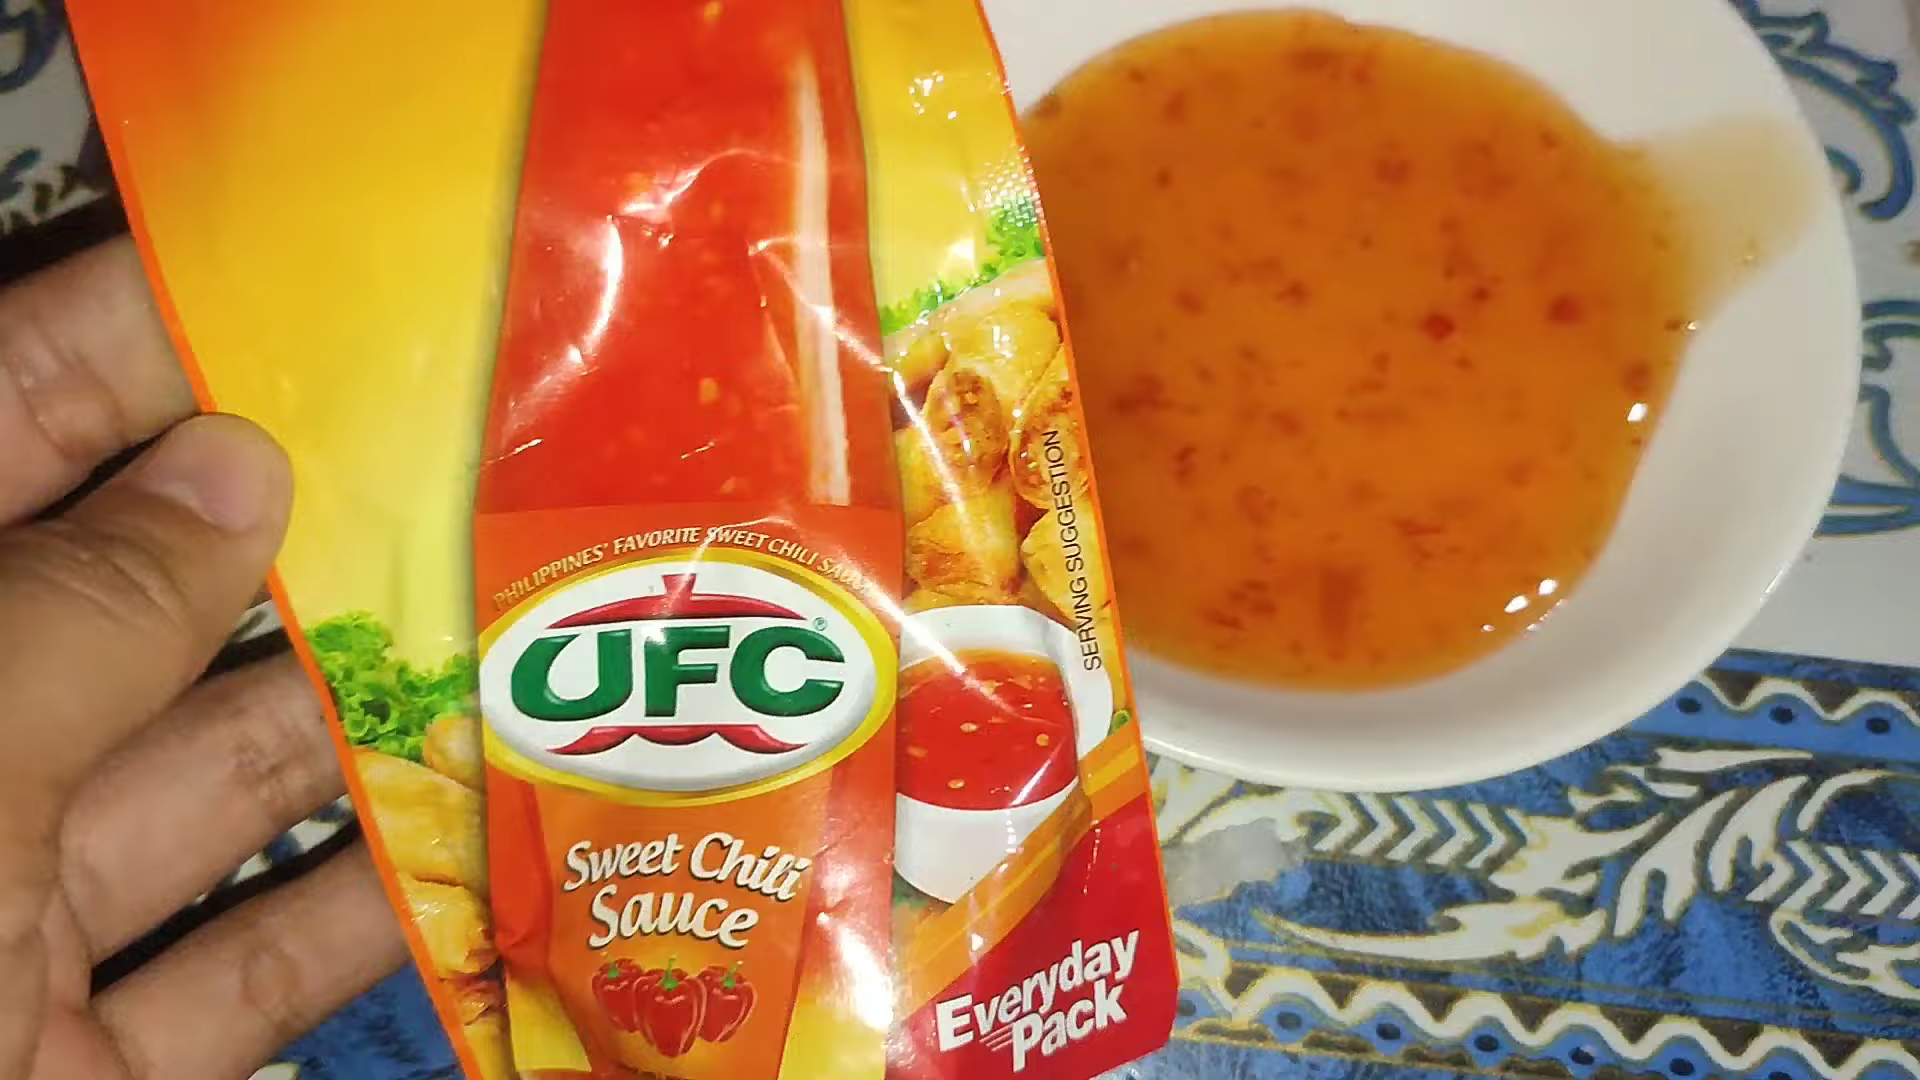 PHILIPPINES' FAVORITE SWEET CHILI SAUCE
UFC®
Sweet Chili
Sauce
SERVING SUGGESTION
Everyday
Pack